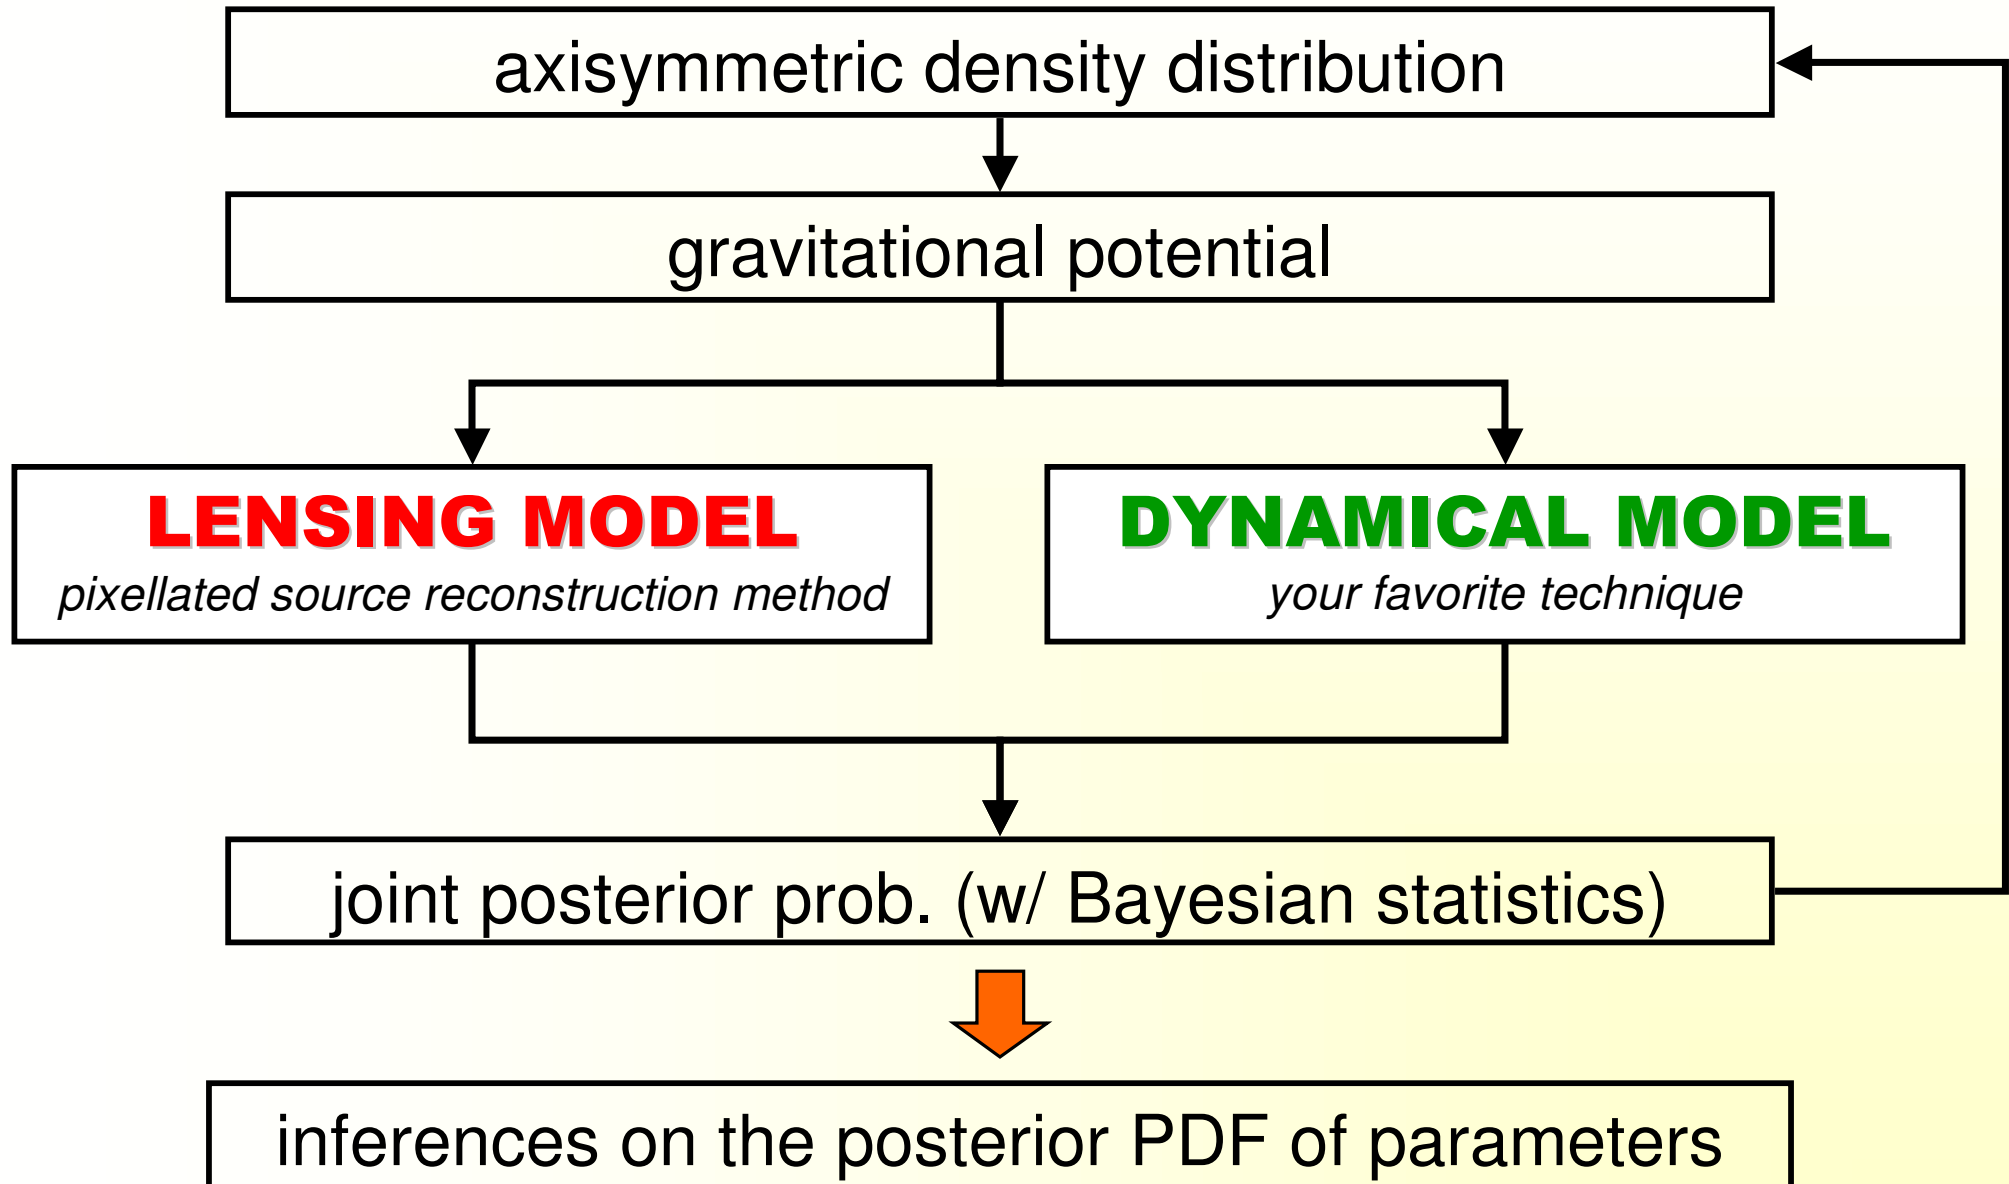 axisymmetric density distribution
gravitational potential
LENSING MODEL
pixellated source reconstruction method
DYNAMICAL MODEL
your favorite technique
joint posterior prob. (w/ Bayesian statistics)
inferences on the posterior PDF of parameters